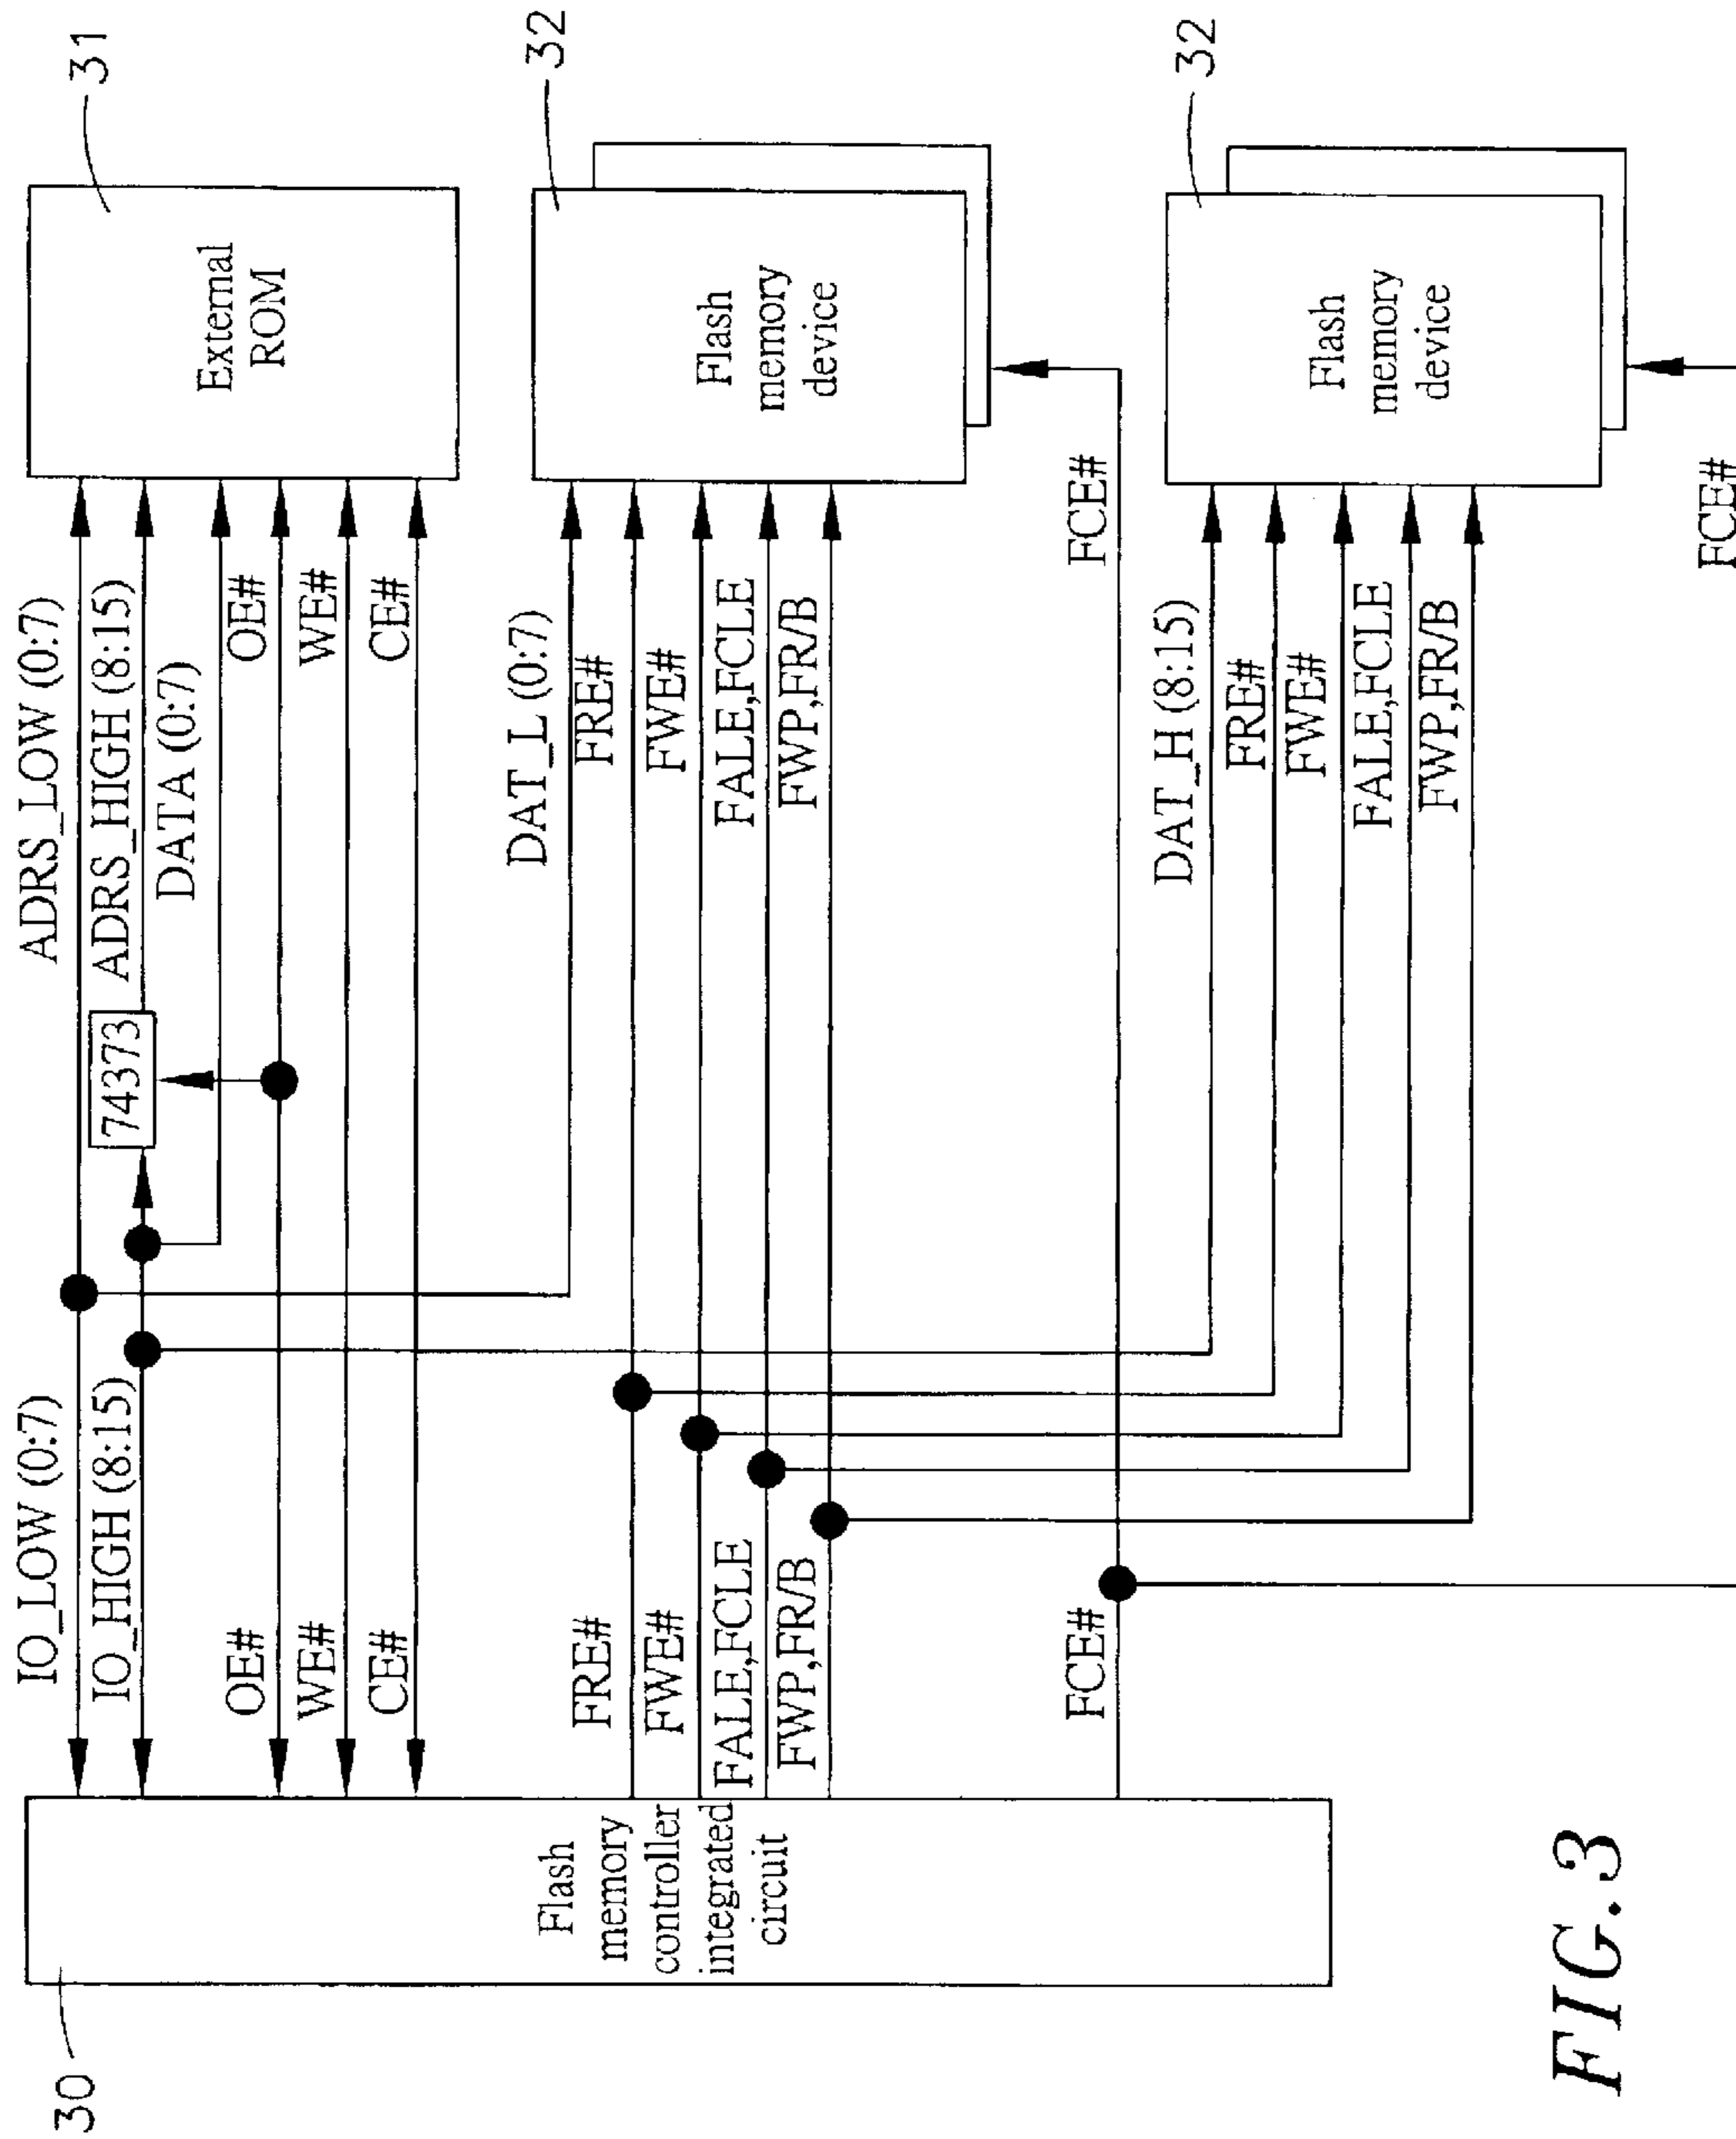 30
Flash
memory
controller
integrated
circuit
IO_LOW (0:7)
IO_HIGH (8:15)
OE#
WE#
CE#
FRE#
FWE#
FALE,FCLE
FWP,FR/B
FCE#
74373
ADRS_LOW (0:7)
ADRS_HIGH (8:15)
DATA (0:7)
OE#
WE#
CE#
External
ROM
31
DAT_L (0:7)
FRE#
FWE#
FALE,FCLE
FWP,FR/B
FCE#
Flash
memory
device
32
DAT_H (8:15)
FRE#
FWE#
FALE,FCLE
FWP,FR/B
FCE#
Flash
memory
device
32
FIG.3